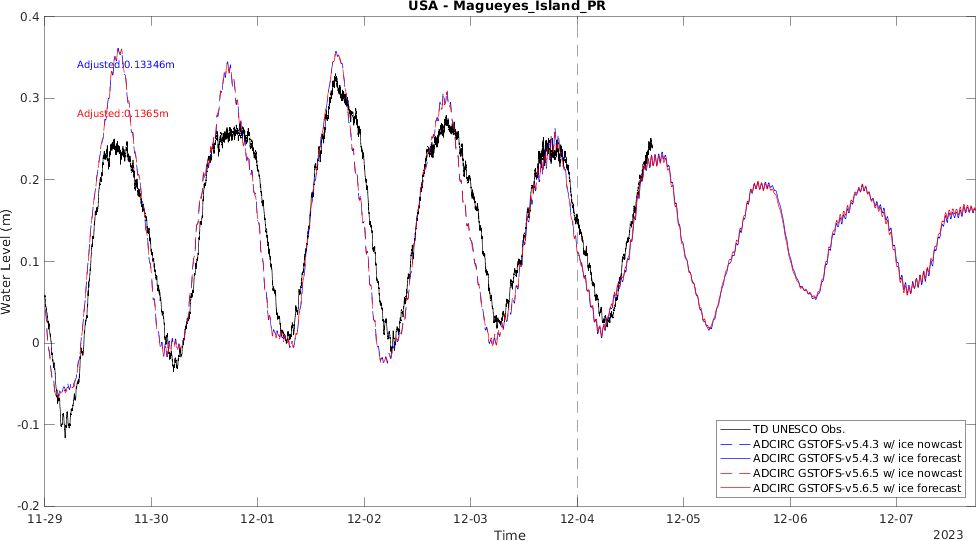 USA - Magueyes_Island_PR
0.4
Adjusted:0.13346m
0.3
Adjusted:0.1365m
0.2
Water Level (m)
0.1
0
-0.1
TD UNESCO Obs.
ADCIRC GSTOFS-v5.4.3 w/ ice nowcast
ADCIRC GSTOFS-v5.4.3 w/ ice forecast
ADCIRC GSTOFS-v5.6.5 w/ ice nowcast
ADCIRC GSTOFS-v5.6.5 w/ ice forecast
-0.2
11-29 11-30 12-01 12-02 12-03 12-04 12-05 12-06 12-07
Time
2023